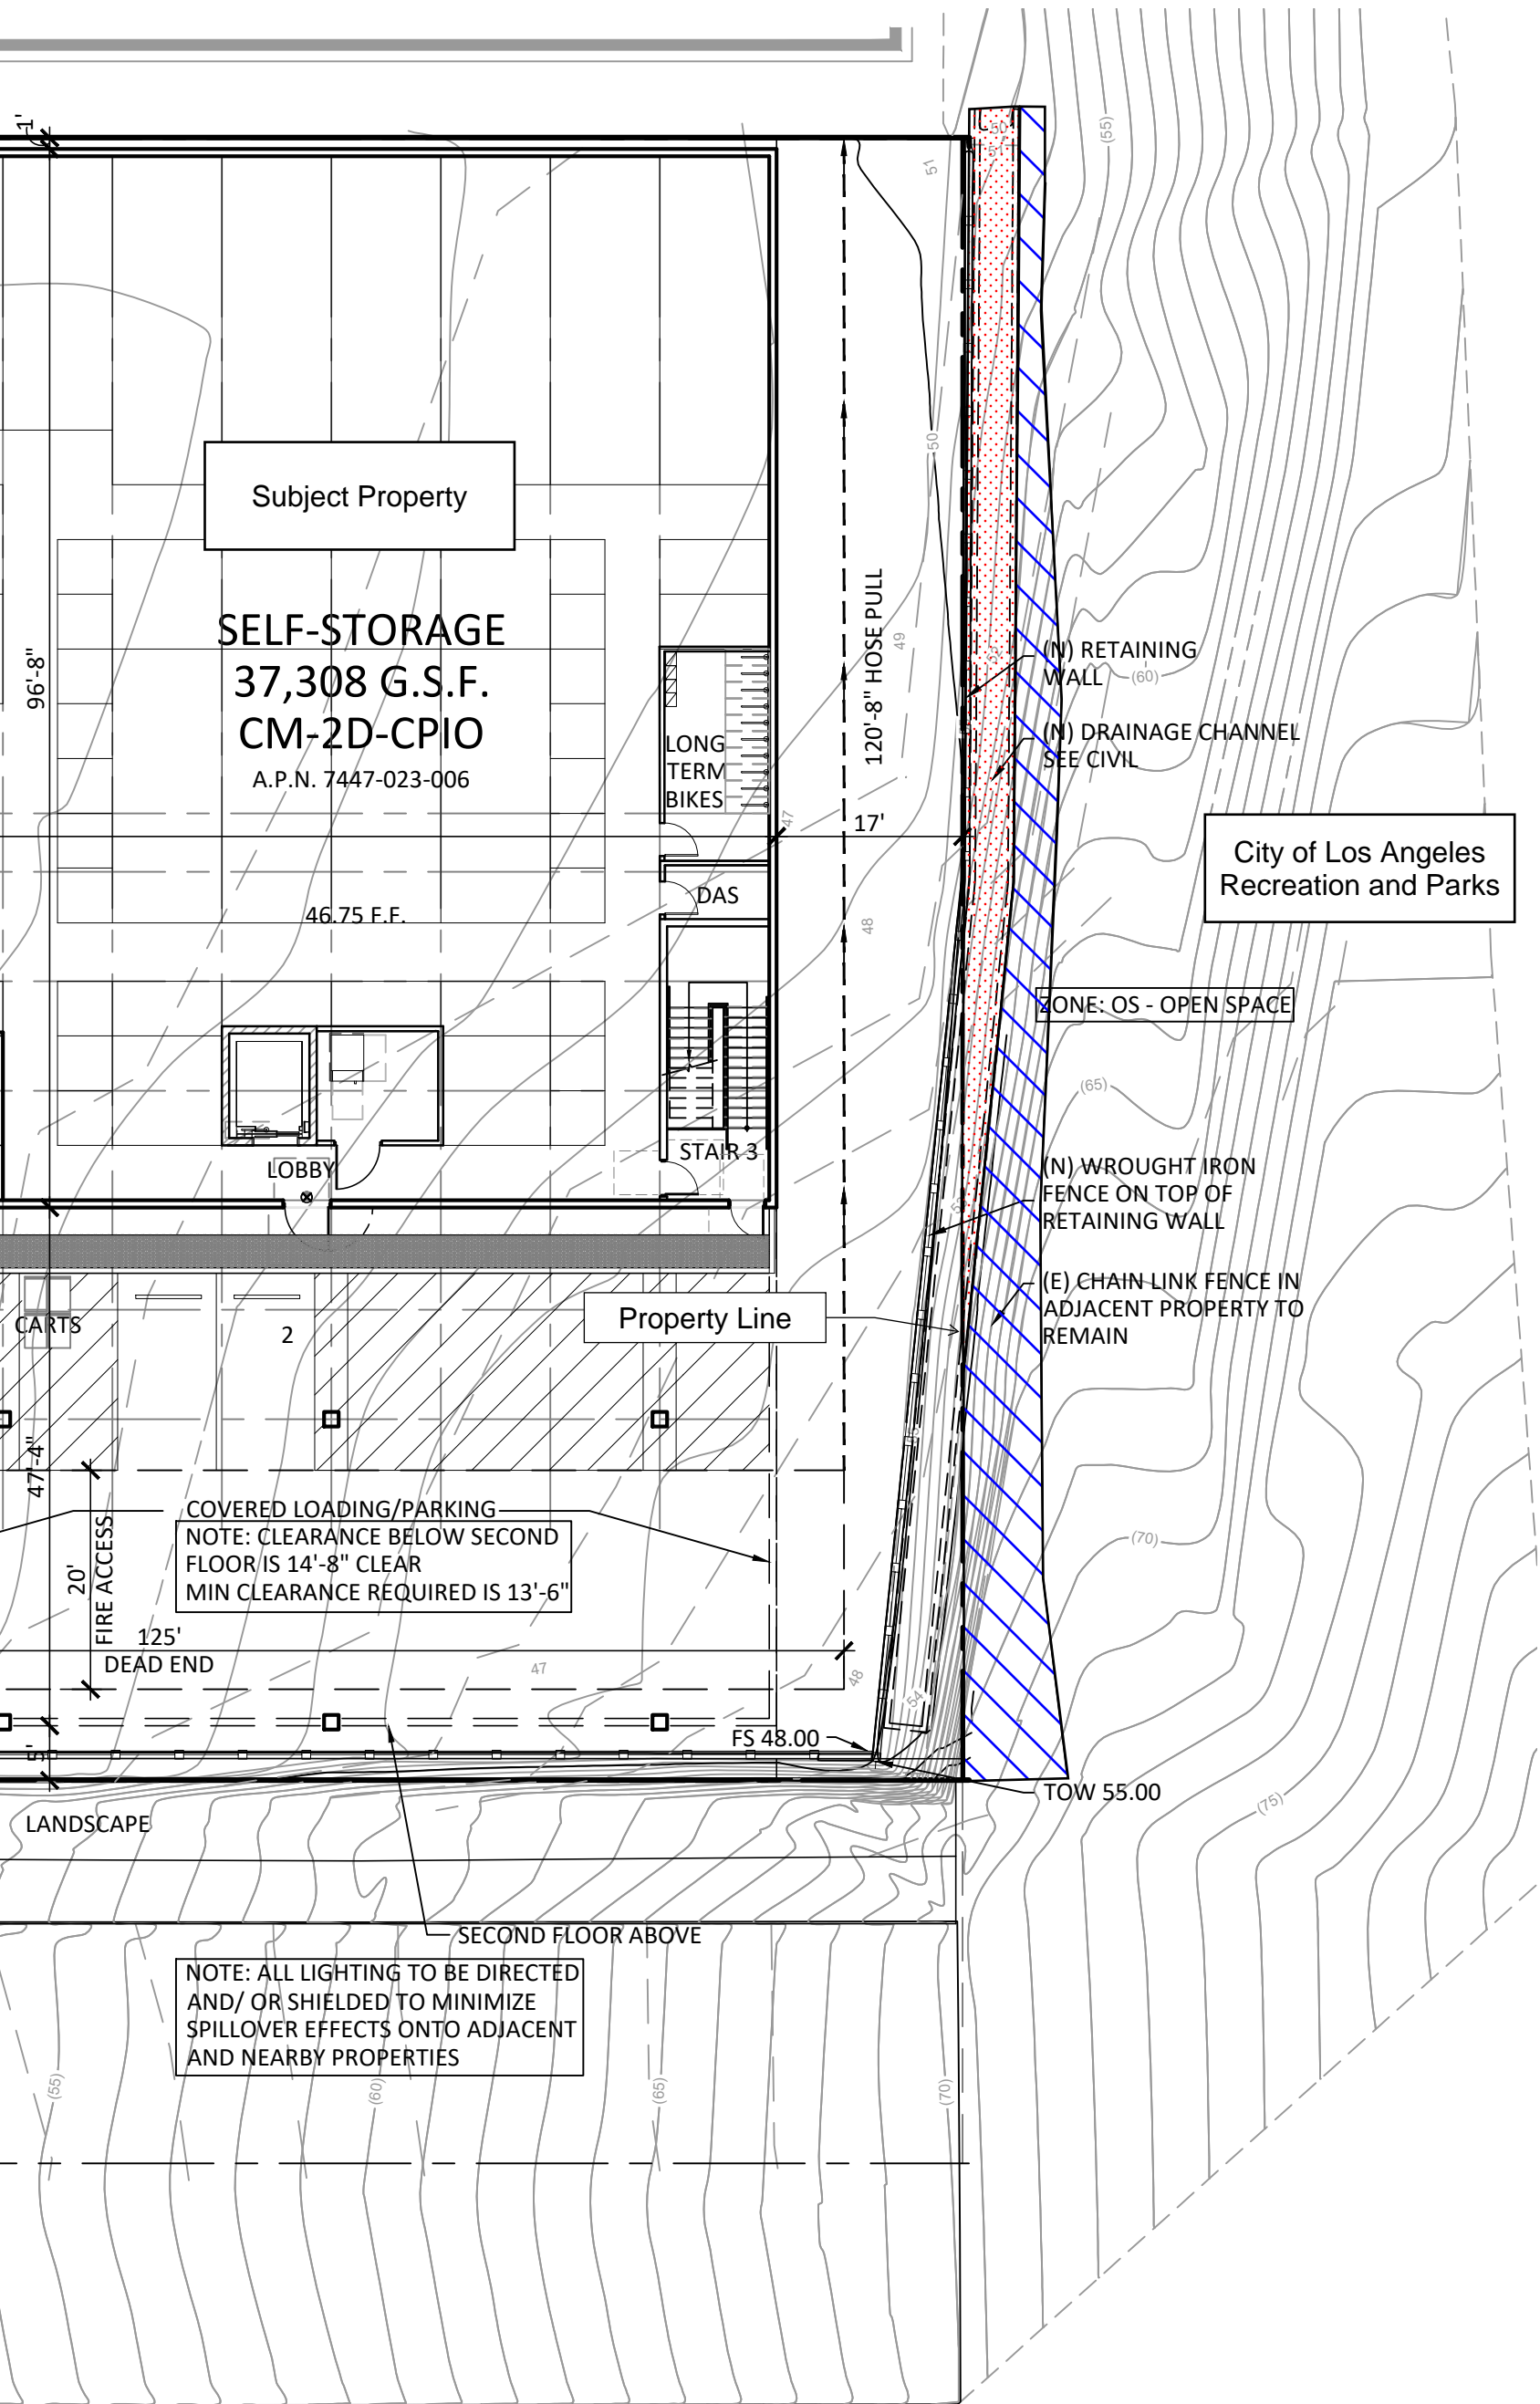 1'
50
51
(55)
51
Subject Property
50
SELF-STORAGE
37,308 G.S.F.
CM-2D-CPIO
A.P.N. 7447-023-006
96'-8"
120'-8" HOSE PULL
49
52
(N) RETAINING
WALL
(60)
LONG
TERM
BIKES
(N) DRAINAGE CHANNEL
SEE CIVIL
47
17'
City of Los Angeles
Recreation and Parks
DAS
46.75 F.F.
48
ZONE: OS - OPEN SPACE
(65)
STAIR 3
LOBBY
(N) WROUGHT IRON
FENCE ON TOP OF
RETAINING WALL
53
(E) CHAIN LINK FENCE IN
ADJACENT PROPERTY TO
REMAIN
CARTS
2
Property Line
47'-4"
COVERED LOADING/PARKING
NOTE: CLEARANCE BELOW SECOND
FLOOR IS 14'-8" CLEAR
MIN CLEARANCE REQUIRED IS 13'-6"
20'
FIRE ACCESS
(70)
125'
DEAD END
47
48
54
5'
FS 48.00
TOW 55.00
(75)
LANDSCAPE
SECOND FLOOR ABOVE
NOTE: ALL LIGHTING TO BE DIRECTED
AND/ OR SHIELDED TO MINIMIZE
SPILLOVER EFFECTS ONTO ADJACENT
AND NEARBY PROPERTIES
(55)
(60)
(65)
(70)